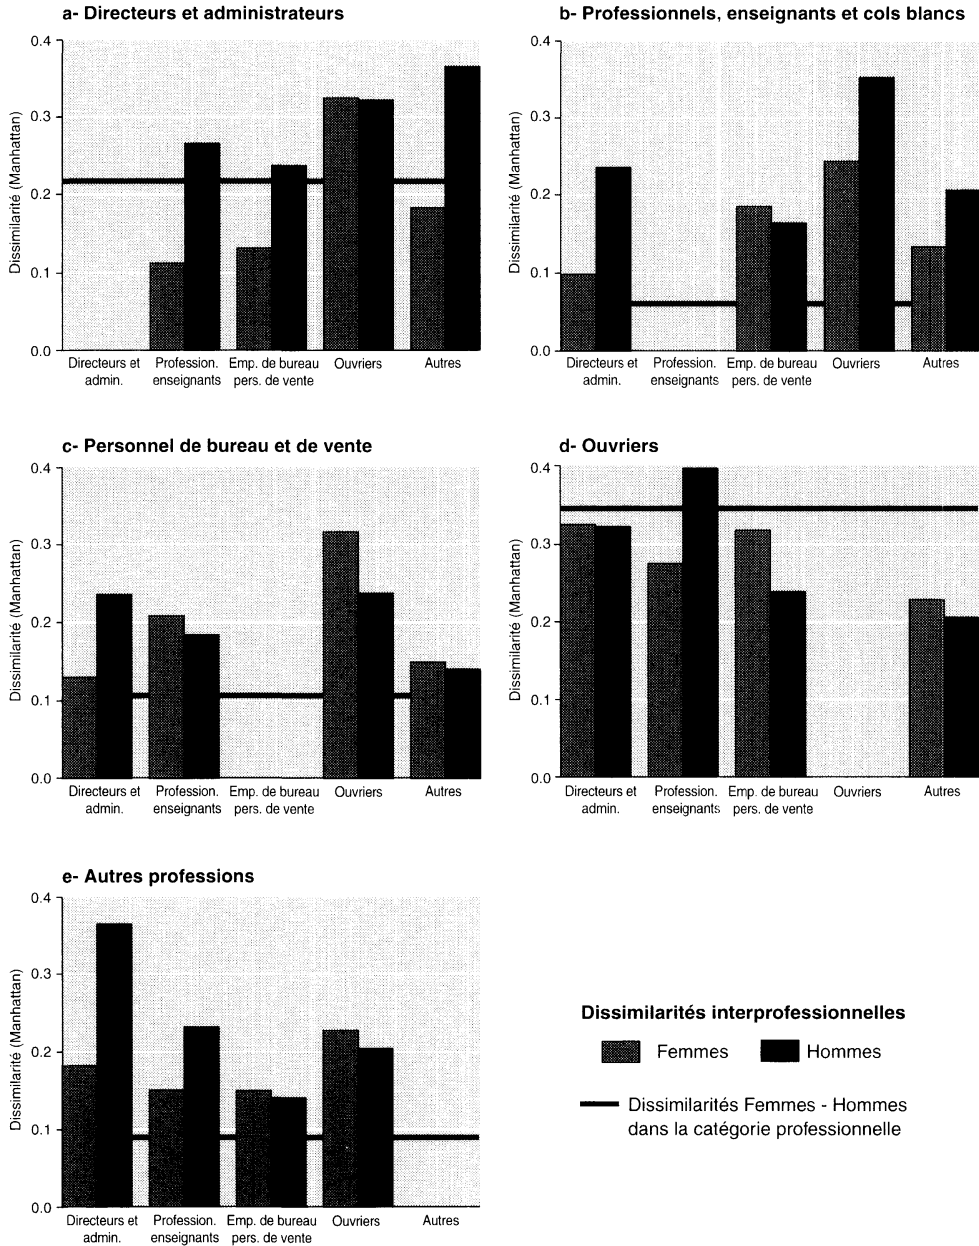 a- Directeurs et administrateurs
Dissimilarité (Manhattan)
0.4
0.3
0.2
0.1
0.0
Directeurs et admin.
Profession. enseignants
Emp. de bureau pers. de vente
Ouvriers
Autres
b- Professionnels, enseignants et cols blancs
Dissimilarité (Manhattan)
0.4
0.3
0.2
0.1
0.0
Directeurs et admin.
Profession. enseignants
Emp. de bureau pers. de vente
Ouvriers
Autres
c- Personnel de bureau et de vente
Dissimilarité (Manhattan)
0.4
0.3
0.2
0.1
0.0
Directeurs et admin.
Profession. enseignants
Emp. de bureau pers. de vente
Ouvriers
Autres
d- Ouvriers
Dissimilarité (Manhattan)
0.4
0.3
0.2
0.1
0.0
Directeurs et admin.
Profession. enseignants
Emp. de bureau pers. de vente
Ouvriers
Autres
e- Autres professions
Dissimilarité (Manhattan)
0.4
0.3
0.2
0.1
0.0
Directeurs et admin.
Profession. enseignants
Emp. de bureau pers. de vente
Ouvriers
Autres
Dissimilarités interprofessionnelles
Femmes
Hommes
Dissimilarités Femmes - Hommes
dans la catégorie professionnelle